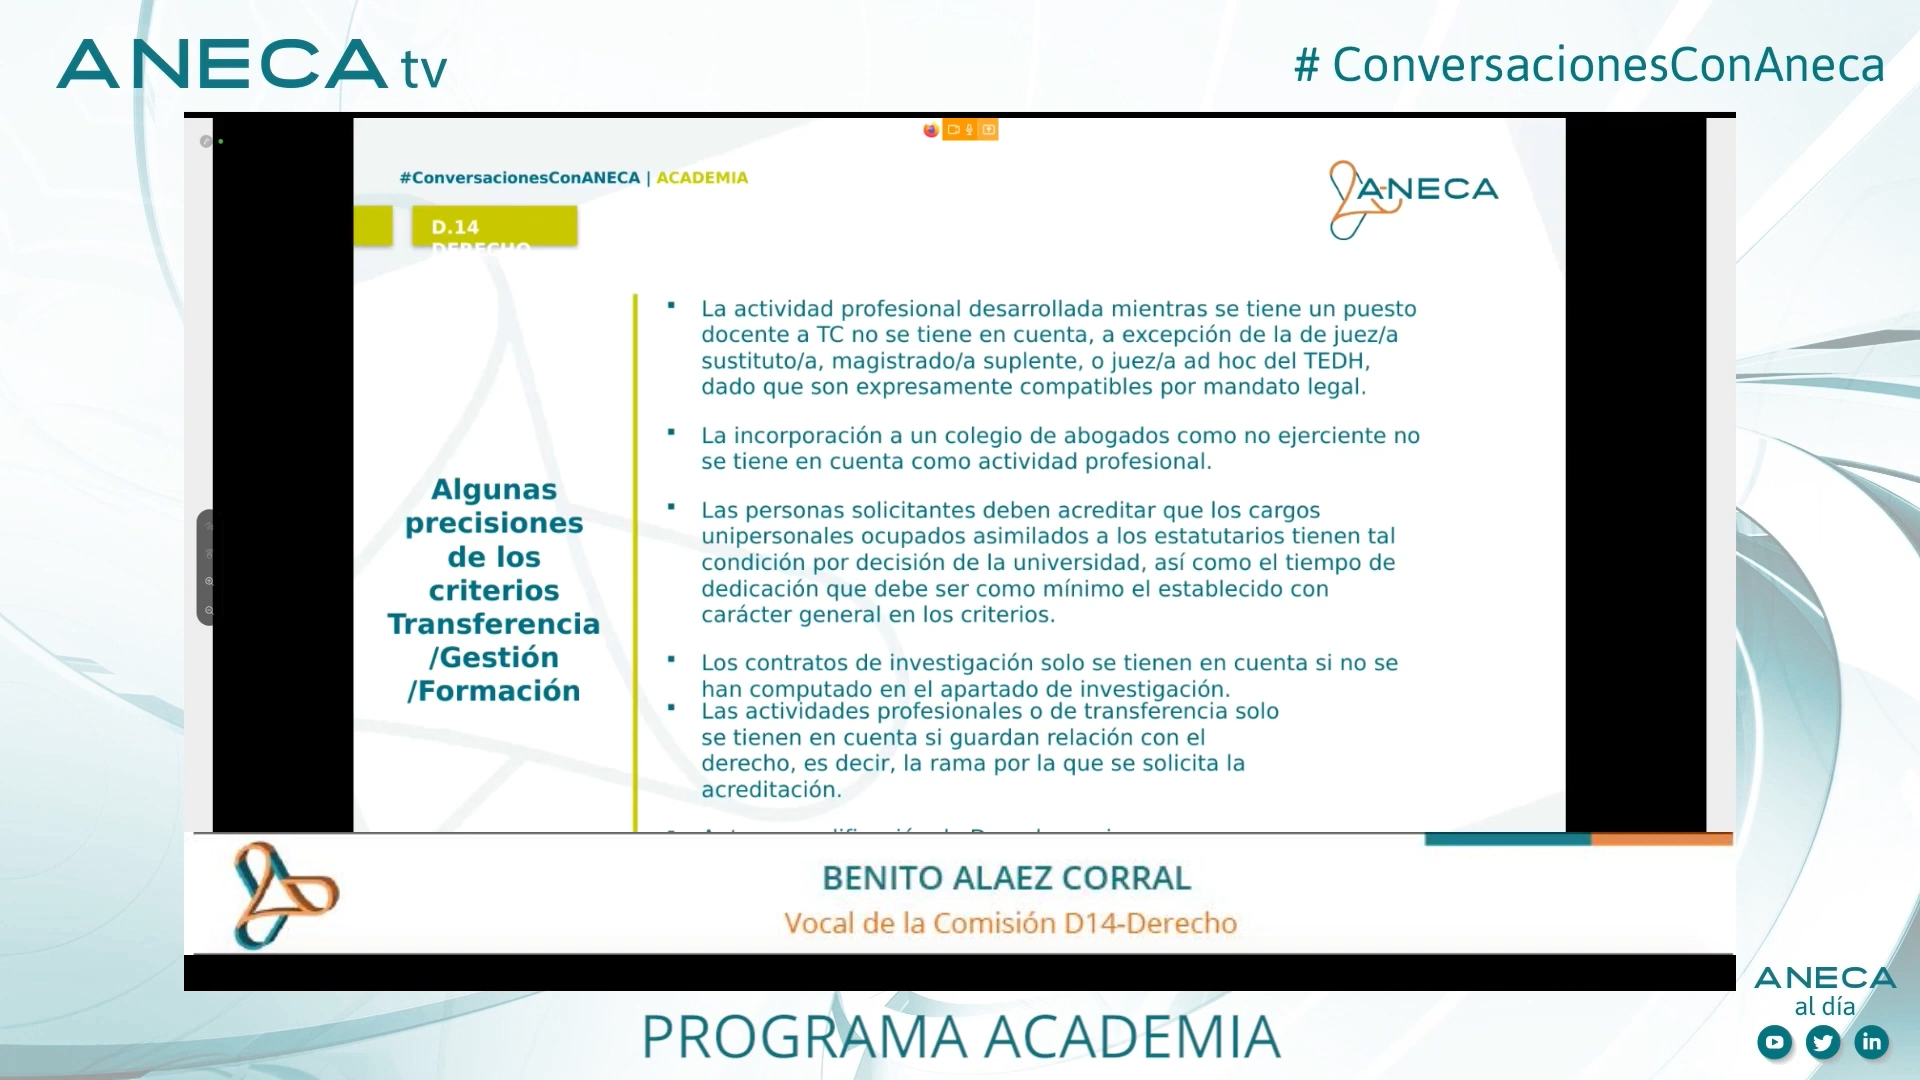 ANECA tv
# ConversacionesConAneca
#ConversacionesConANECA | ACADEMIA
ANECA
D.14
DERECHO
Algunas
precisiones
de los
criterios
Transferencia
/Gestión
/Formación
▪ La actividad profesional desarrollada mientras se tiene un puesto
docente a TC no se tiene en cuenta, a excepción de la de juez/a
sustituto/a, magistrado/a suplente, o juez/a ad hoc del TEDH,
dado que son expresamente compatibles por mandato legal.
▪ La incorporación a un colegio de abogados como no ejerciente no
se tiene en cuenta como actividad profesional.
▪ Las personas solicitantes deben acreditar que los cargos
unipersonales ocupados asimilados a los estatutarios tienen tal
condición por decisión de la universidad, así como el tiempo de
dedicación que debe ser como mínimo el establecido con
carácter general en los criterios.
▪ Los contratos de investigación solo se tienen en cuenta si no se
han computado en el apartado de investigación.
▪ Las actividades profesionales o de transferencia solo
se tienen en cuenta si guardan relación con el
derecho, es decir, la rama por la que se solicita la
acreditación.
BENITO ALAEZ CORRAL
Vocal de la Comisión D14-Derecho
PROGRAMA ACADEMIA
ANECA
al día